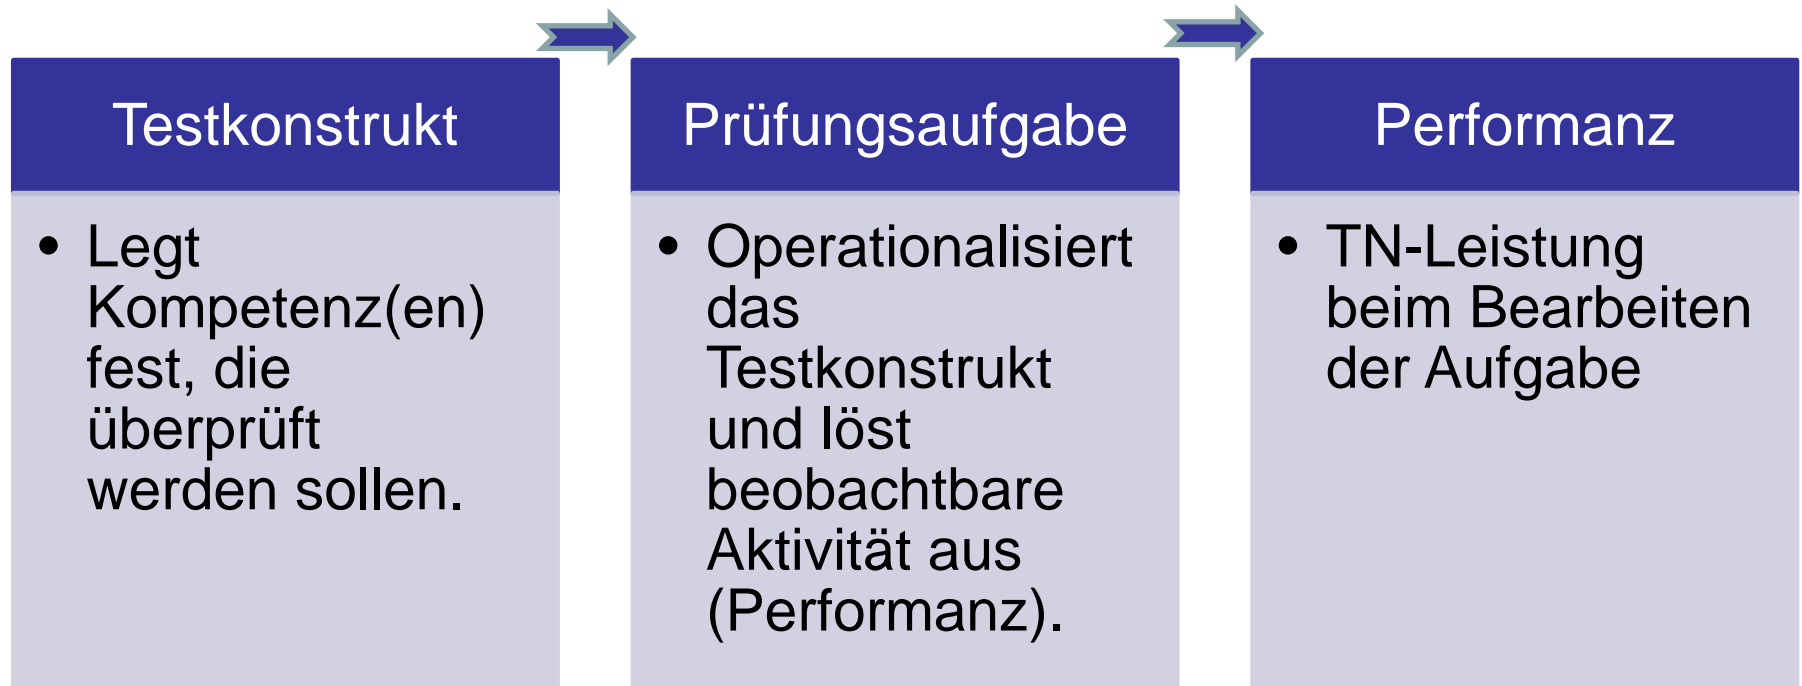 Testkonstrukt
• Legt
Kompetenz(en)
fest, die
überprüft
werden sollen.
Prüfungsaufgabe
• Operationalisiert
das
Testkonstrukt
und löst
beobachtbare
Aktivität aus
(Performanz).
Performanz
• TN-Leistung
beim Bearbeiten
der Aufgabe